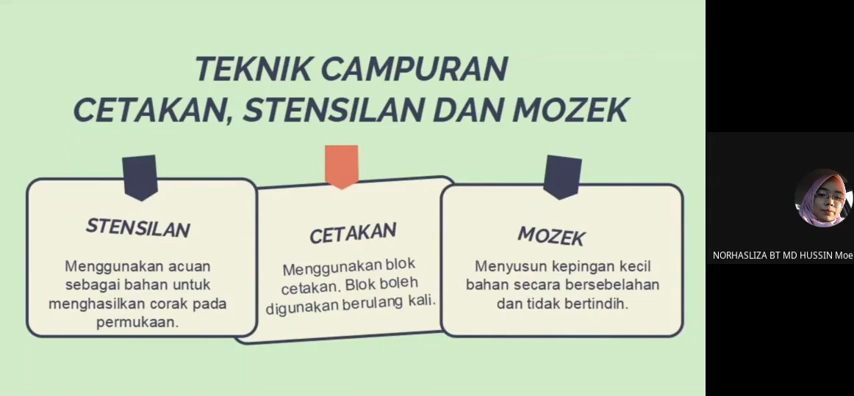 TEKNIK CAMPURAN
CETAKAN, STENSILAN DAN MOZEK
STENSILAN
Menggunakan acuan
sebagai bahan untuk
menghasilkan corak pada
permukaan.
CETAKAN
Menggunakan blok
cetakan. Blok boleh
digunakan berulang kali.
MOZEK
Menyusun kepingan kecil
bahan secara bersebelahan
dan tidak bertindih.
NORHASLIZA BT MD HUSSIN Moe